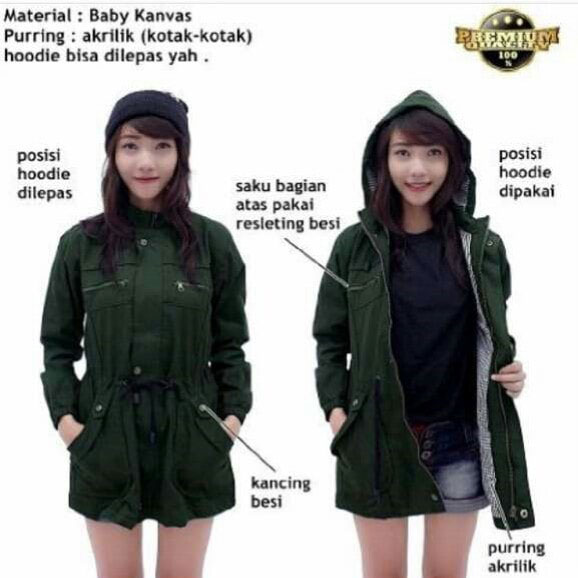 Material : Baby Kanvas
Purring : akrilik (kotak-kotak)
hoodie bisa dilepas yah .
PREMIUM
QUALITY
100
%
posisi
hoodie
dilepas
saku bagian
atas pakai
resleting besi
posisi
hoodie
dipakai
kancing
besi
purring
akrilik